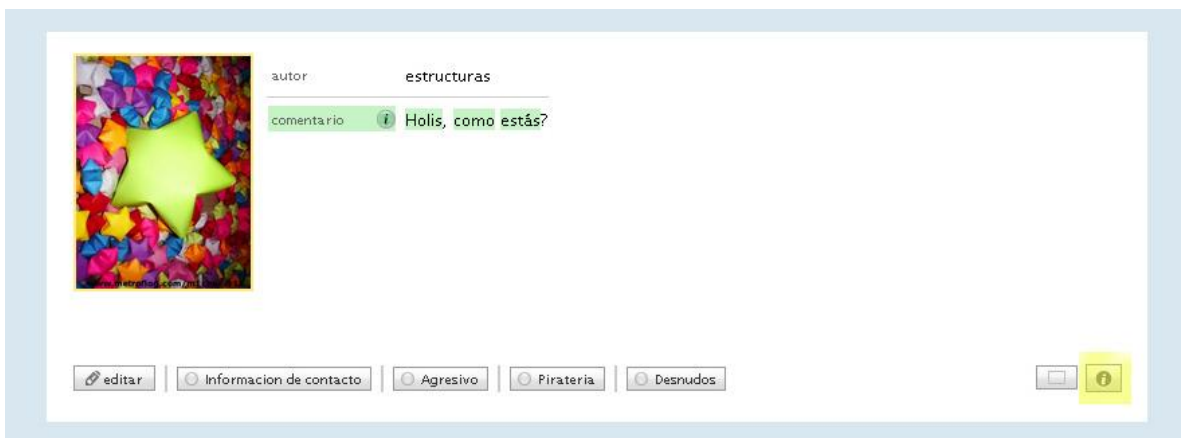 autor estructuras
comentario i Holis, como estás?
editar Informacion de contacto Agresivo Pirateria Desnudos i